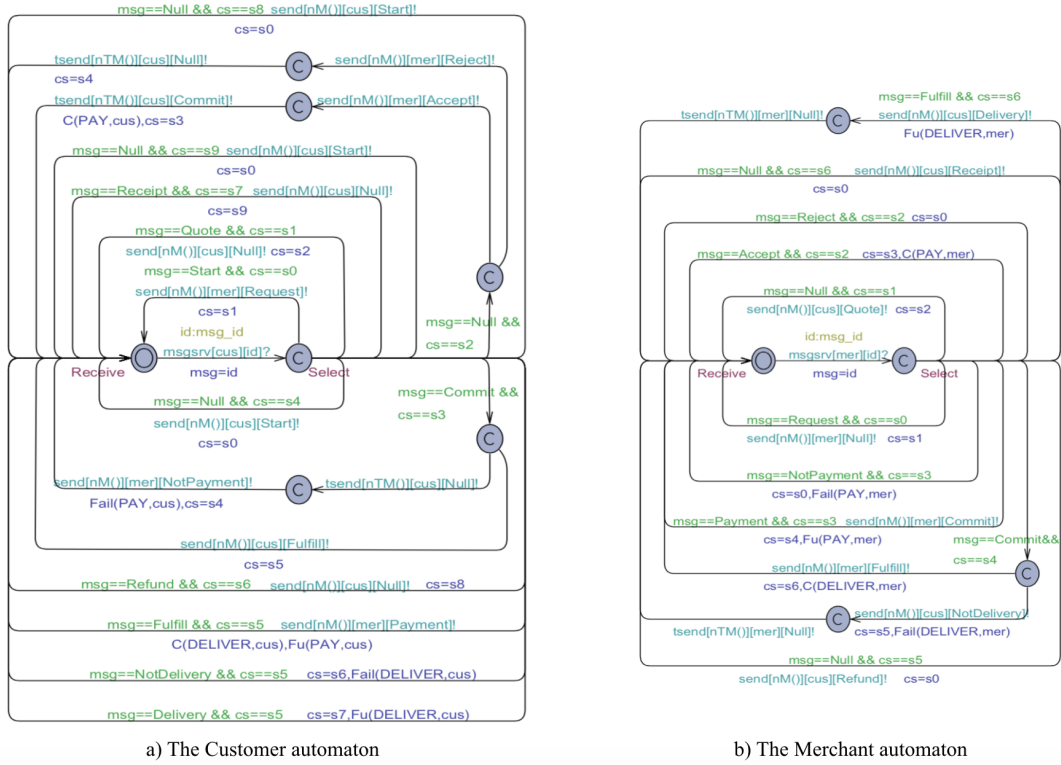 msg==Null && cs==s8 send[nM()][cus][Start]!
cs=s0
tsend[nTM()][cus][Null]!
send[nM()][mer][Reject]!
cs=s4
tsend[nTM()][cus][Commit]!
send[nM()][mer][Accept]!
C(PAY,cus),cs=s3
msg==Null && cs==s9 send[nM()][cus][Start]!
cs=s0
msg==Receipt && cs==s7 send[nM()][cus][Null]!
cs=s9
msg==Quote && cs==s1
send[nM()][cus][Null]! cs=s2
msg==Start && cs==s0
send[nM()][mer][Request]!
cs=s1
msg==Null &&
cs==s2
id:msg_id
msgsrv[cus][id]?
Receive
msg=id
Select
msg==Null && cs==s4
send[nM()][cus][Start]!
cs=s0
msg==Commit &&
cs==s3
send[nM()][mer][NotPayment]!
tsend[nTM()][cus][Null]!
Fail(PAY,cus),cs=s4
send[nM()][cus][Fulfill]!
cs=s5
msg==Refund && cs==s6 send[nM()][cus][Null]! cs=s8
msg==Fulfill && cs==s5 send[nM()][mer][Payment]!
C(DELIVER,cus),Fu(PAY,cus)
msg==NotDelivery && cs==s5 cs=s6,Fail(DELIVER,cus)
msg==Delivery && cs==s5 cs=s7,Fu(DELIVER,cus)
C
C
C
C
C
C
a) The Customer automaton
msg==Fulfill && cs==s6
tsend[nTM()][mer][Null]!
send[nM()][cus][Delivery]!
Fu(DELIVER,mer)
msg==Null && cs==s6 send[nM()][cus][Receipt]!
cs=s0
msg==Reject && cs==s2 cs=s0
msg==Accept && cs==s2 cs=s3,C(PAY,mer)
msg==Null && cs==s1
send[nM()][cus][Quote]! cs=s2
id:msg_id
msgsrv[mer][id]?
Receive
msg=id
Select
msg==Request && cs==s0
send[nM()][mer][Null]! cs=s1
msg==NotPayment && cs==s3
cs=s0,Fail(PAY,mer)
msg==Payment && cs==s3 send[nM()][mer][Commit]!
cs=s4,Fu(PAY,mer)
msg==Commit&&
cs==s4
send[nM()][mer][Fulfill]!
cs=s6,C(DELIVER,mer)
send[nM()][cus][NotDelivery]!
tsend[nTM()][mer][Null]!
cs=s5,Fail(DELIVER,mer)
msg==Null && cs==s5
send[nM()][cus][Refund]! cs=s0
C
C
C
C
b) The Merchant automaton